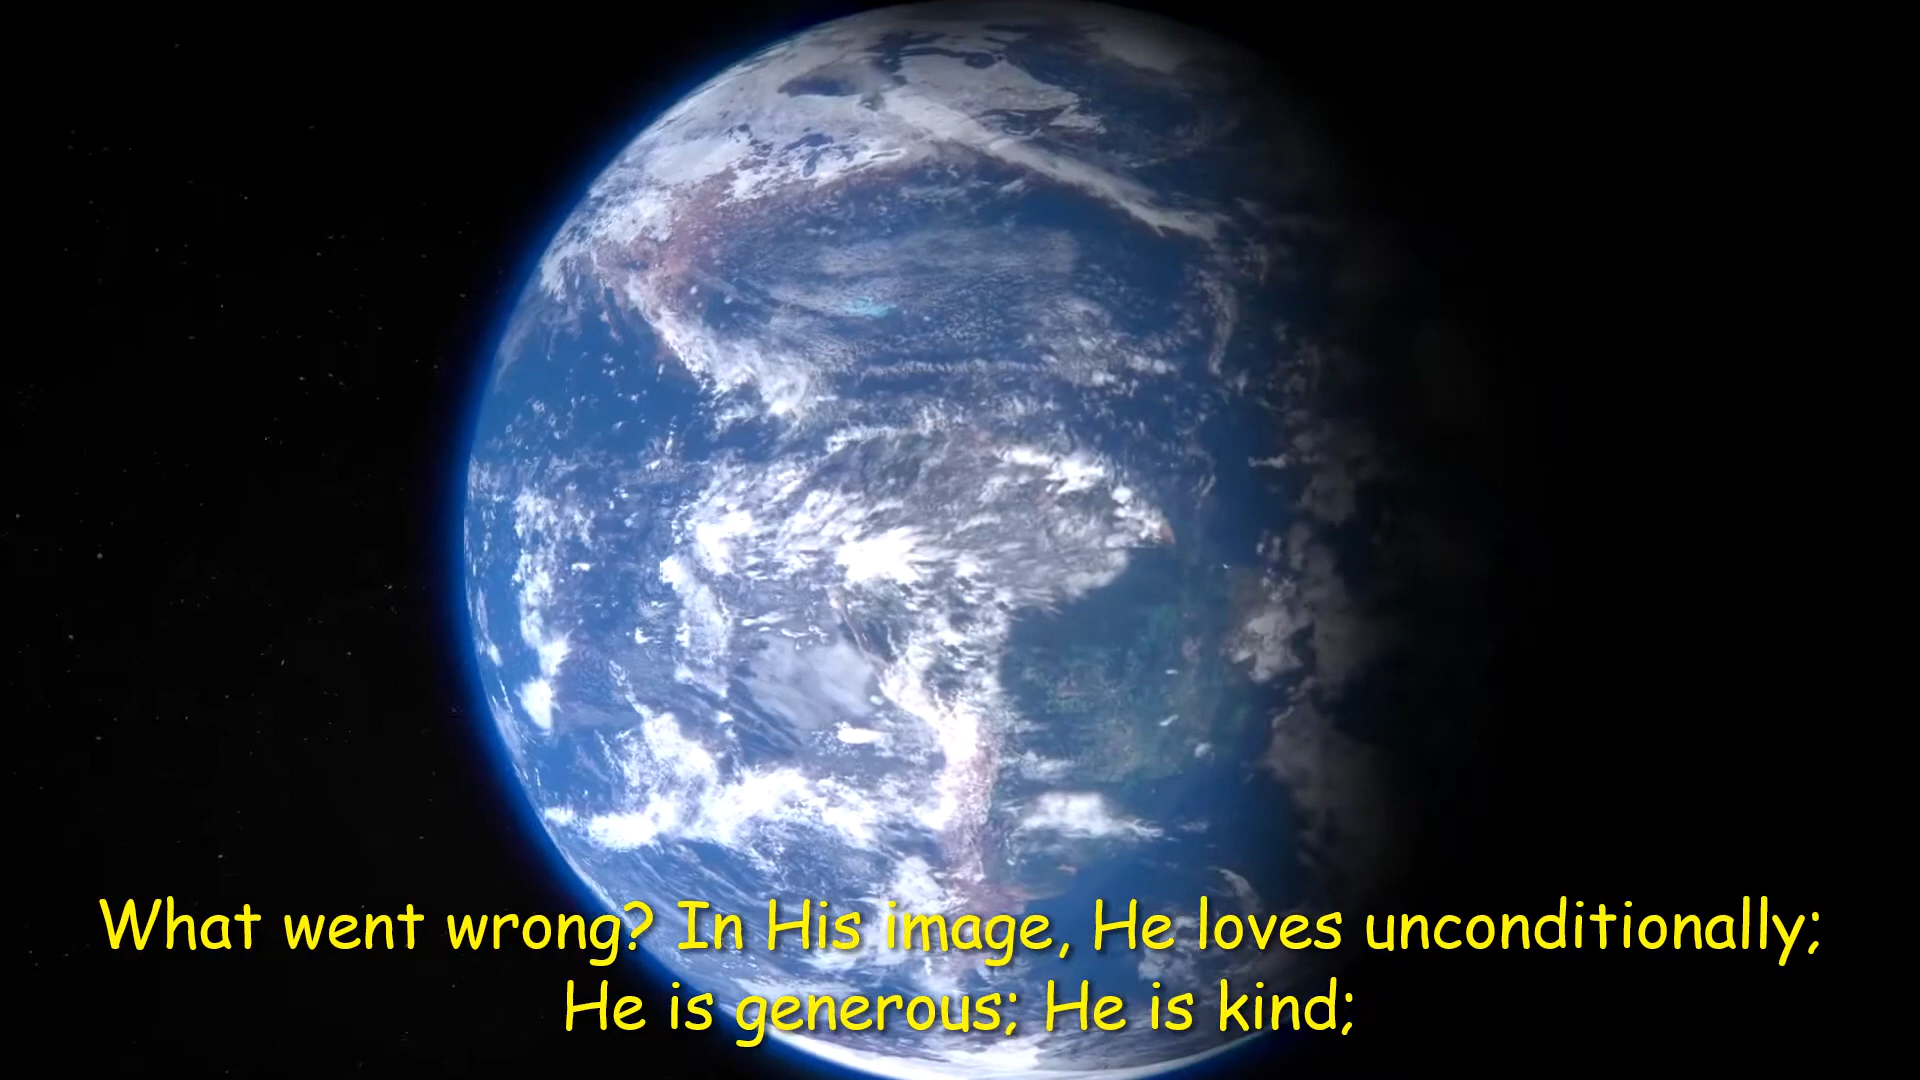 What went wrong? In His image, He loves unconditionally;
He is generous; He is kind;